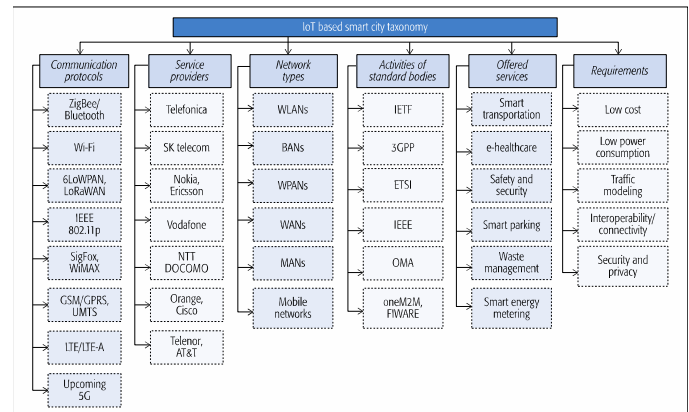 IoT based smart city taxonomy
Communication
protocols
Service
providers
Network
types
Activities of
standard bodies
Offered
services
Requirements
ZigBee/
Bluetooth
Wi-Fi
6LoWPAN,
LoRaWAN
IEEE
802.11p
SigFox,
WiMAX
GSM/GPRS,
UMTS
LTE/LTE-A
Upcoming
5G
Telefonica
SK telecom
Nokia,
Ericsson
Vodafone
NTT
DOCOMO
Orange,
Cisco
Telenor,
AT&T
WLANs
BANs
WPANs
WANs
MANs
Mobile
networks
IETF
3GPP
ETSI
IEEE
OMA
oneM2M,
FIWARE
Smart
transportation
e-healthcare
Safety and
security
Smart parking
Waste
management
Smart energy
metering
Low cost
Low power
consumption
Traffic
modeling
Interoperability/
connectivity
Security and
privacy